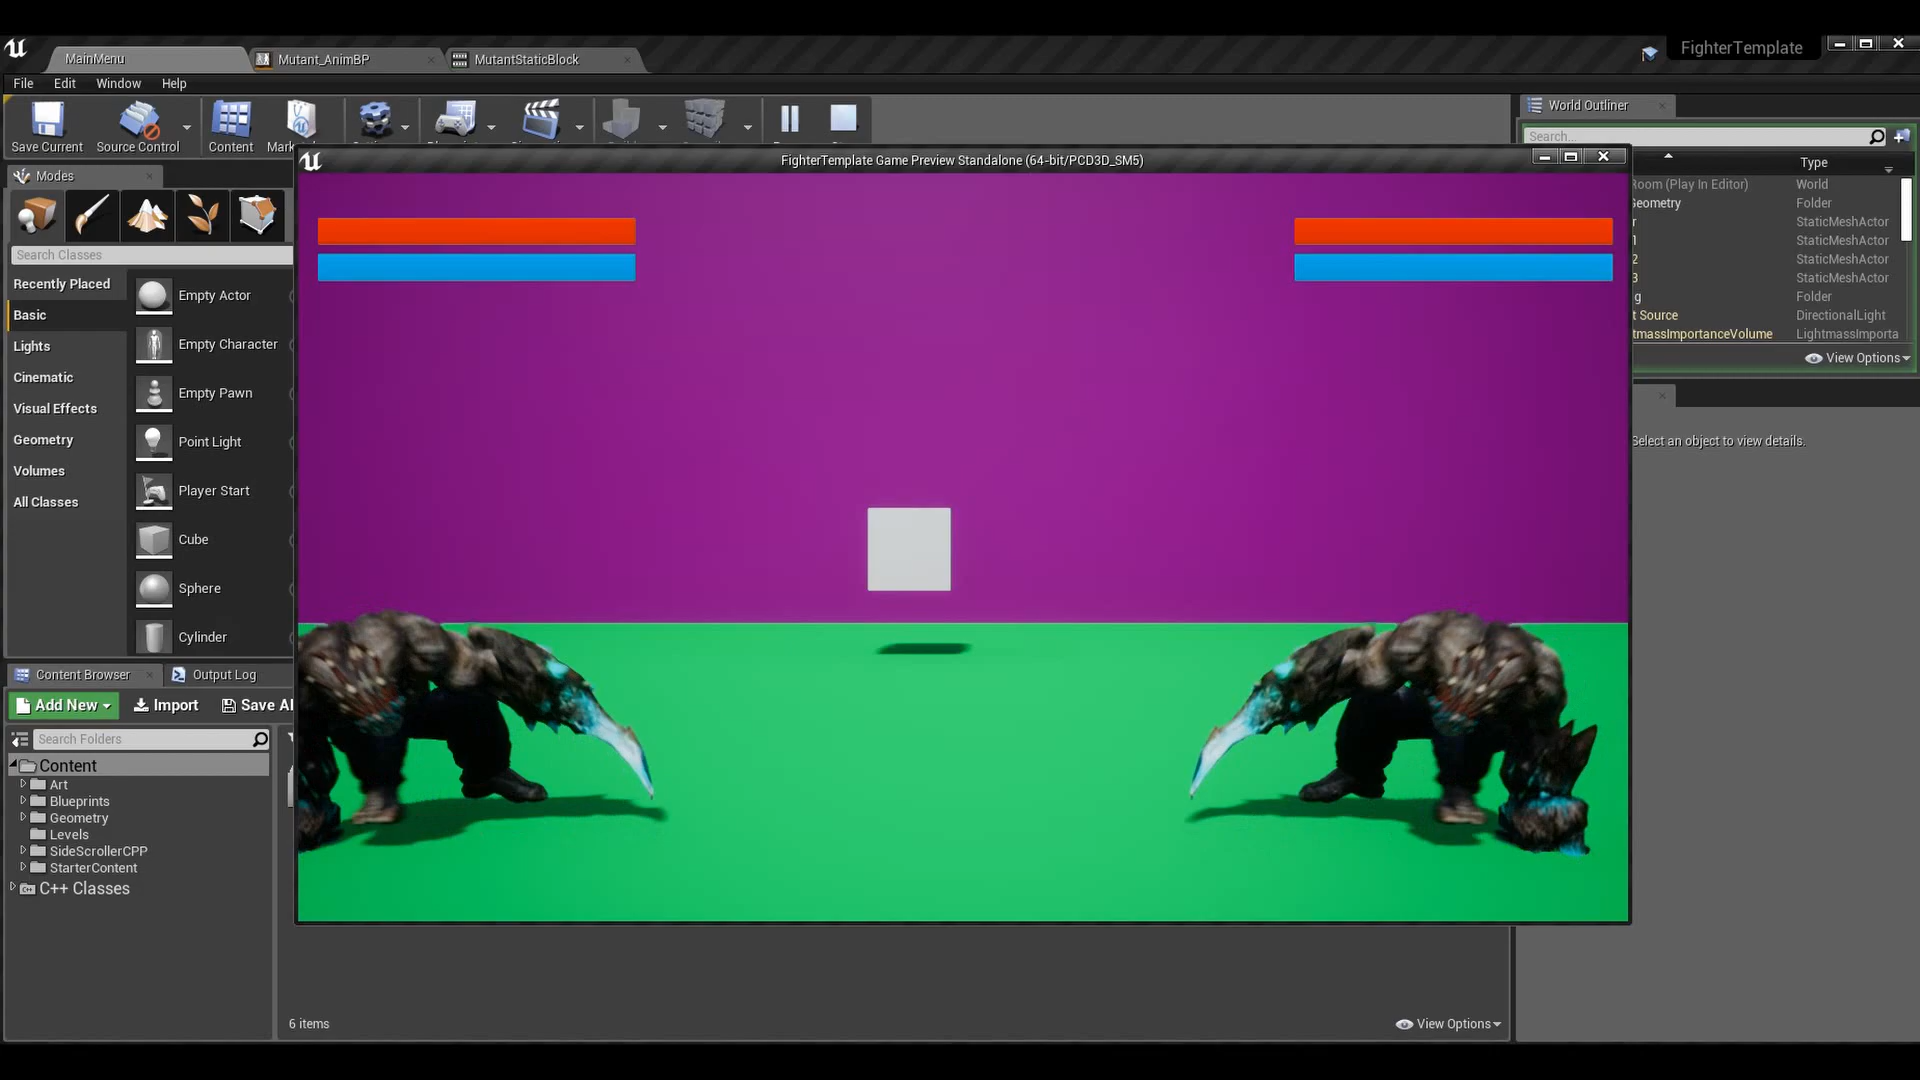 MainMenu
Mutant_AnimBP
MutantStaticBlock
FighterTemplate
File Edit Window Help
Save Current
Source Control
Content
World Outliner
Search...
FighterTemplate Game Preview Standalone (64-bit/PCD3D_SM5)
Type
Room (Play In Editor) World
Geometry Folder
StaticMeshActor
1 StaticMeshActor
2 StaticMeshActor
3 StaticMeshActor
Folder
Source DirectionalLight
tmassImportanceVolume LightmassImporta
View Options
Select an object to view details.
Modes
Search Classes
Recently Placed
Basic
Lights
Cinematic
Visual Effects
Geometry
Volumes
All Classes
Empty Actor
Empty Character
Empty Pawn
Point Light
Player Start
Cube
Sphere
Cylinder
Content Browser
Output Log
Add New
Import
Save Al
Search Folders
Content
Art
Blueprints
Geometry
Levels
SideScrollerCPP
StarterContent
C++ Classes
6 items
View Options